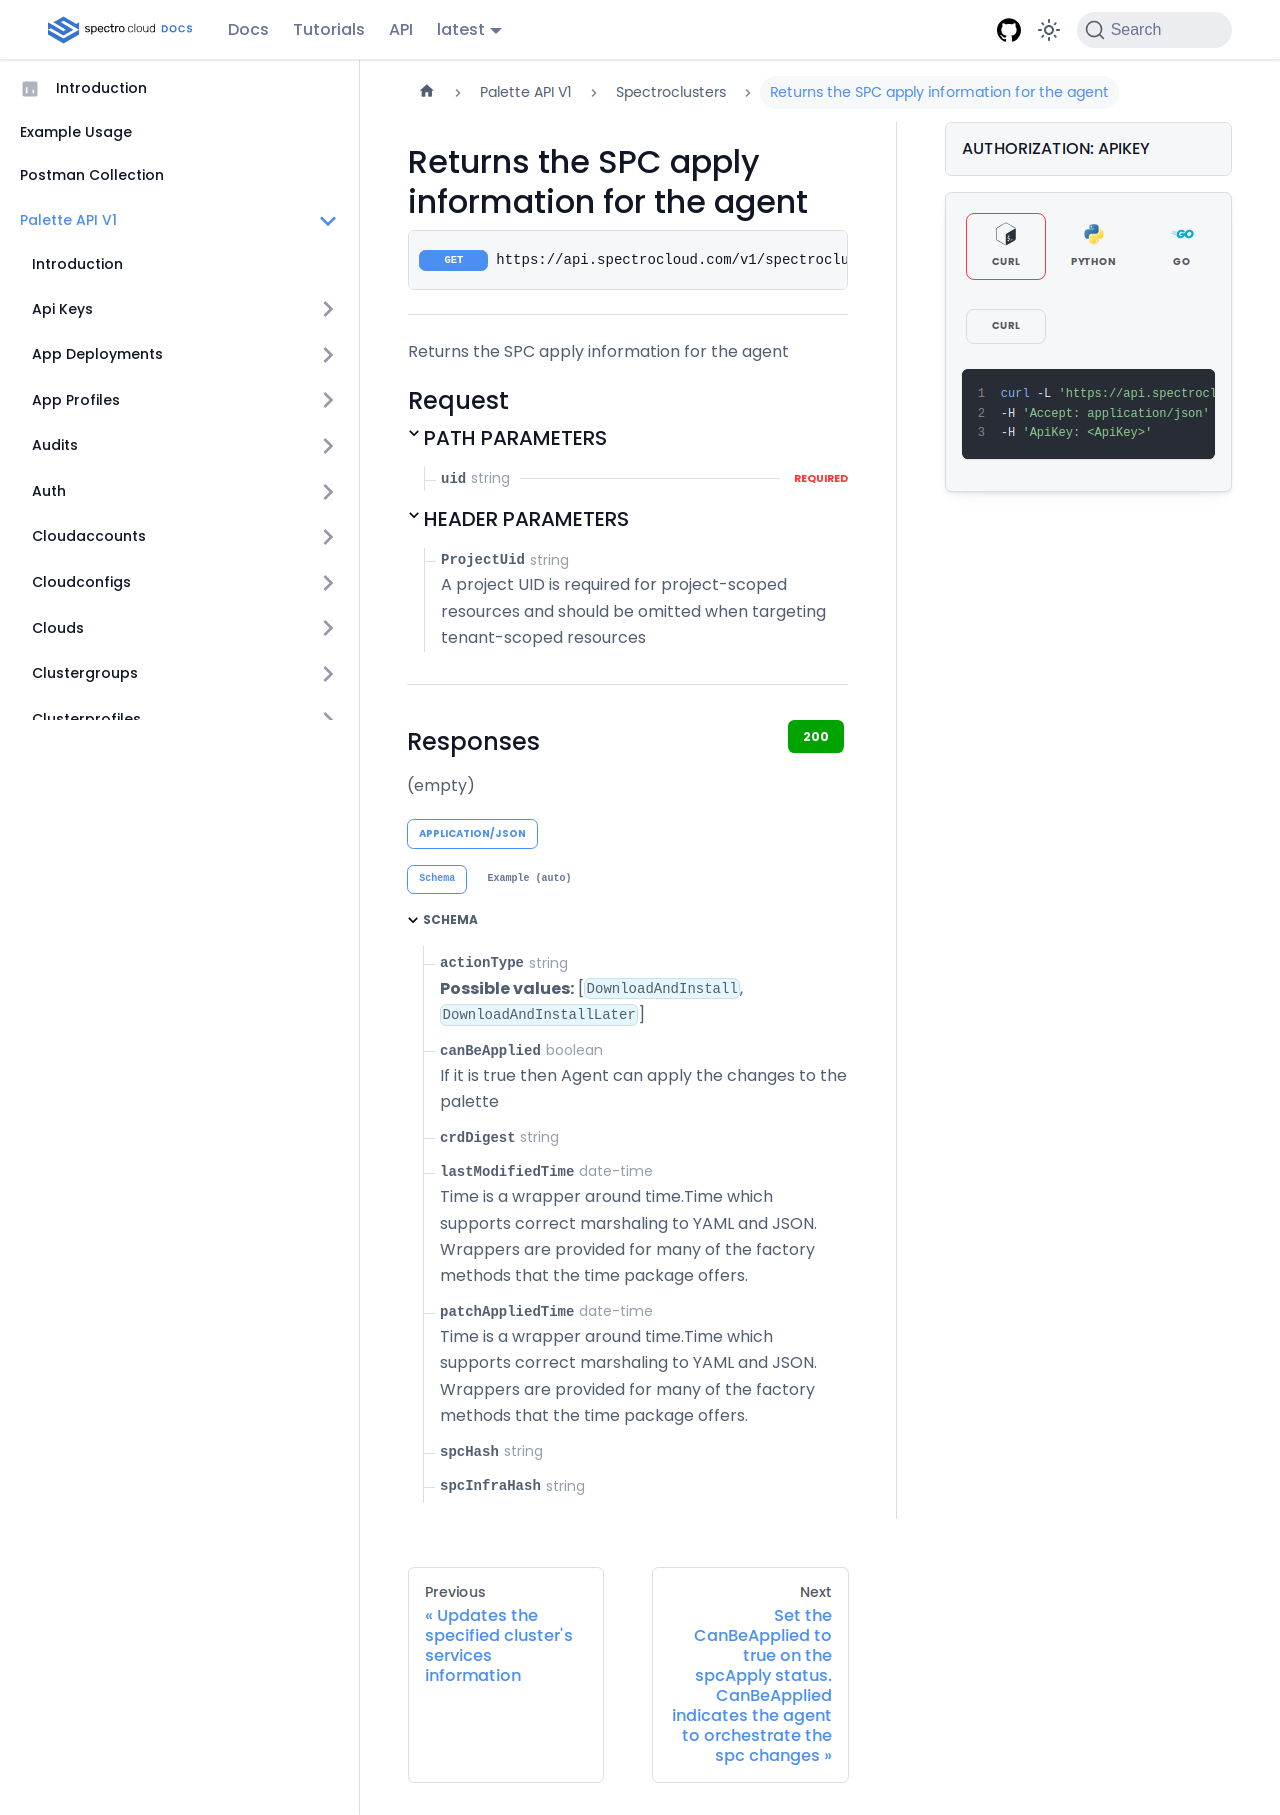 spectro cloud DOCS
Docs
Tutorials
API
latest
Search
Introduction
Example Usage
Postman Collection
Palette API V1
Introduction
Api Keys
App Deployments
App Profiles
Audits
Auth
Cloudaccounts
Cloudconfigs
Clouds
Clustergroups
Clusterprofiles
Palette API V1
Spectroclusters
Returns the SPC apply information for the agent
Returns the SPC apply
information for the agent
GET https://api.spectrocloud.com/v1/spectroclu
Returns the SPC apply information for the agent
Request
PATH PARAMETERS
uid string REQUIRED
HEADER PARAMETERS
ProjectUid string
A project UID is required for project-scoped
resources and should be omitted when targeting
tenant-scoped resources
Responses
200
(empty)
APPLICATION/JSON
Schema
Example (auto)
SCHEMA
actionType string
Possible values: [DownloadAndInstall,
DownloadAndInstallLater]
canBeApplied boolean
If it is true then Agent can apply the changes to the
palette
crdDigest string
lastModifiedTime date-time
Time is a wrapper around time.Time which
supports correct marshaling to YAML and JSON.
Wrappers are provided for many of the factory
methods that the time package offers.
patchAppliedTime date-time
Time is a wrapper around time.Time which
supports correct marshaling to YAML and JSON.
Wrappers are provided for many of the factory
methods that the time package offers.
spcHash string
spcInfraHash string
AUTHORIZATION: APIKEY
CURL
PYTHON
GO
CURL
1 curl -L 'https://api.spectrocl
2 -H 'Accept: application/json'
3 -H 'ApiKey: <ApiKey>'
Previous
« Updates the
specified cluster's
services
information
Next
Set the
CanBeApplied to
true on the
spcApply status.
CanBeApplied
indicates the agent
to orchestrate the
spc changes »